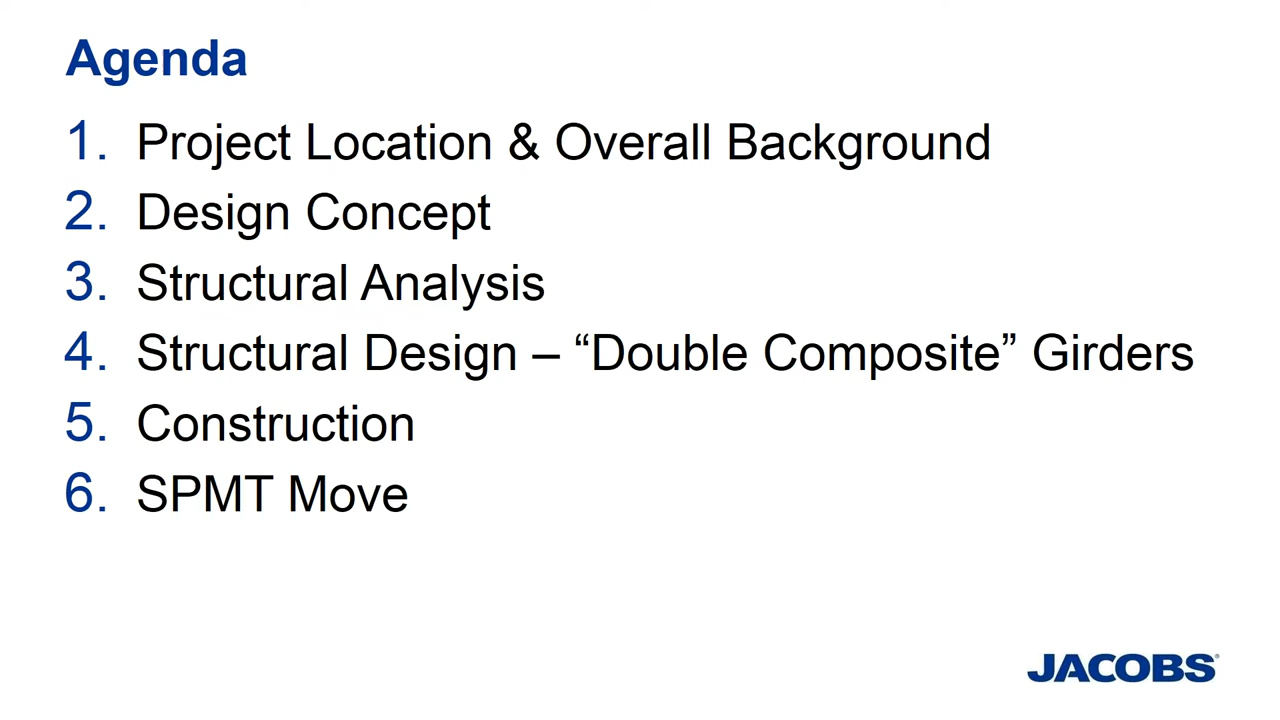 Agenda
1. Project Location & Overall Background
2. Design Concept
3. Structural Analysis
4. Structural Design – “Double Composite” Girders
5. Construction
6. SPMT Move
JACOBS®